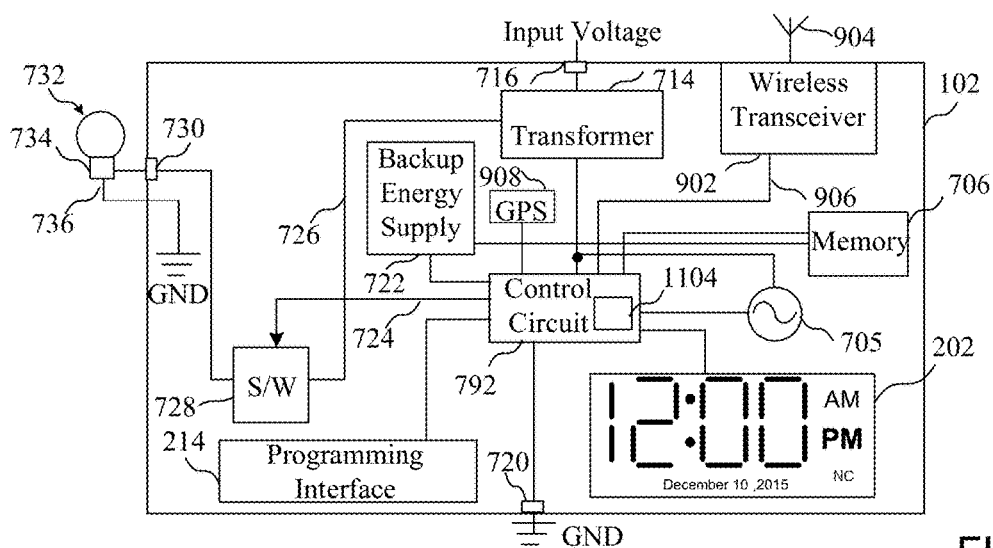 Input Voltage
904
732
716
714
Wireless
Transceiver
102
734
730
Transformer
Backup
Energy
Supply
908
GPS
902
906
706
736
726
Memory
GND
722
Control
Circuit
1104
724
705
S/W
792
202
728
12:00
AM
PM
NC
December 10 ,2015
214
Programming
Interface
720
GND